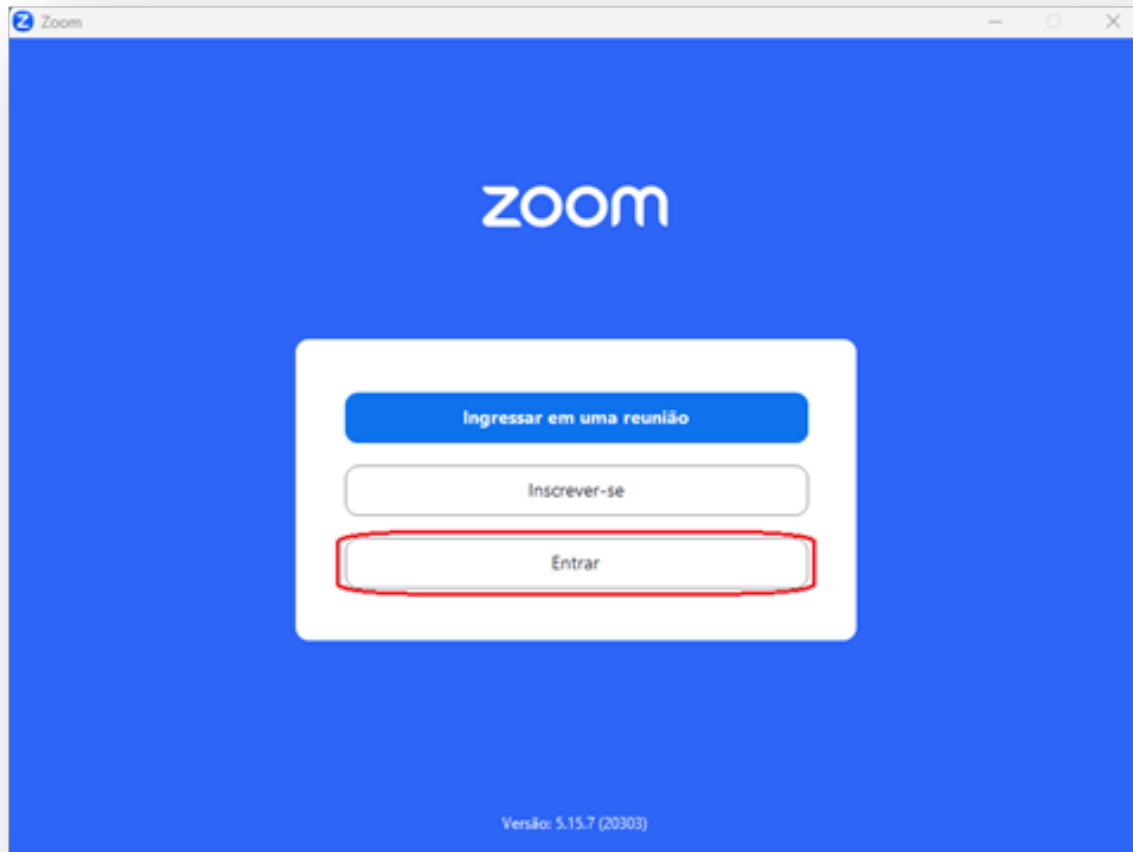 Zoom
zoom
Ingressar em uma reunião
Inscrever-se
Entrar
Versão: 5.15.7 (20303)